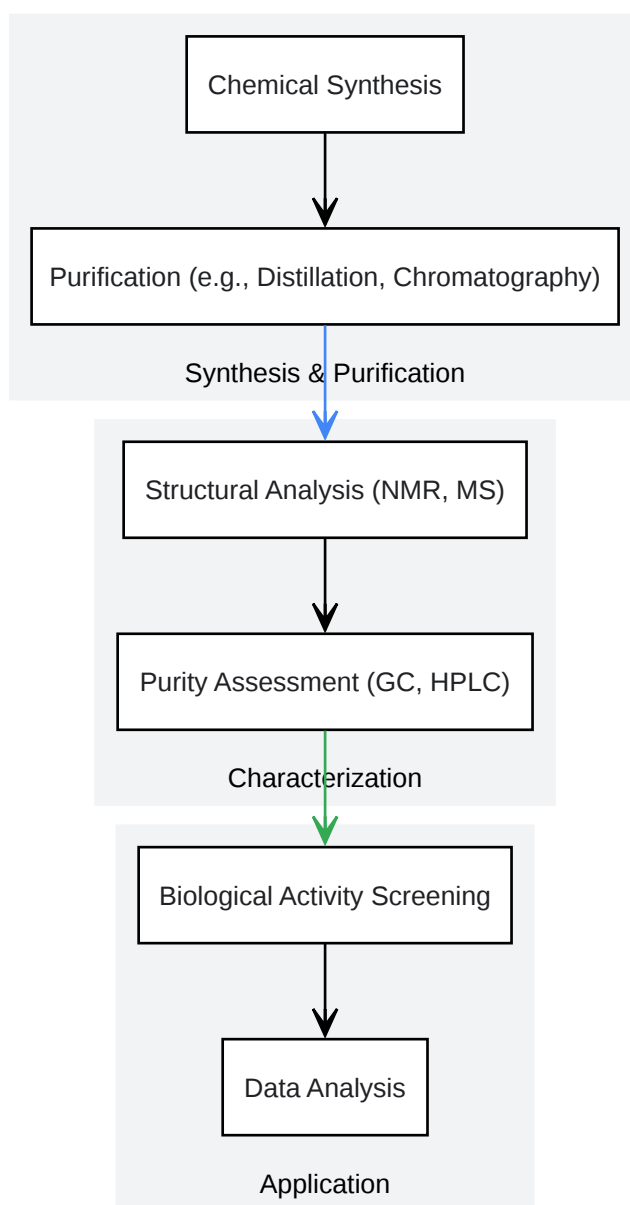 Chemical Synthesis
Purification (e.g., Distillation, Chromatography)
Synthesis & Purification
Structural Analysis (NMR, MS)
Purity Assessment (GC, HPLC)
Characterization
Biological Activity Screening
Data Analysis
Application